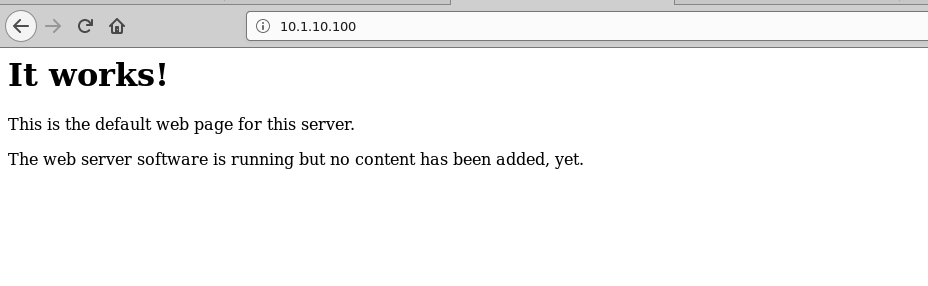 10.1.10.100
It works!
This is the default web page for this server.
The web server software is running but no content has been added, yet.